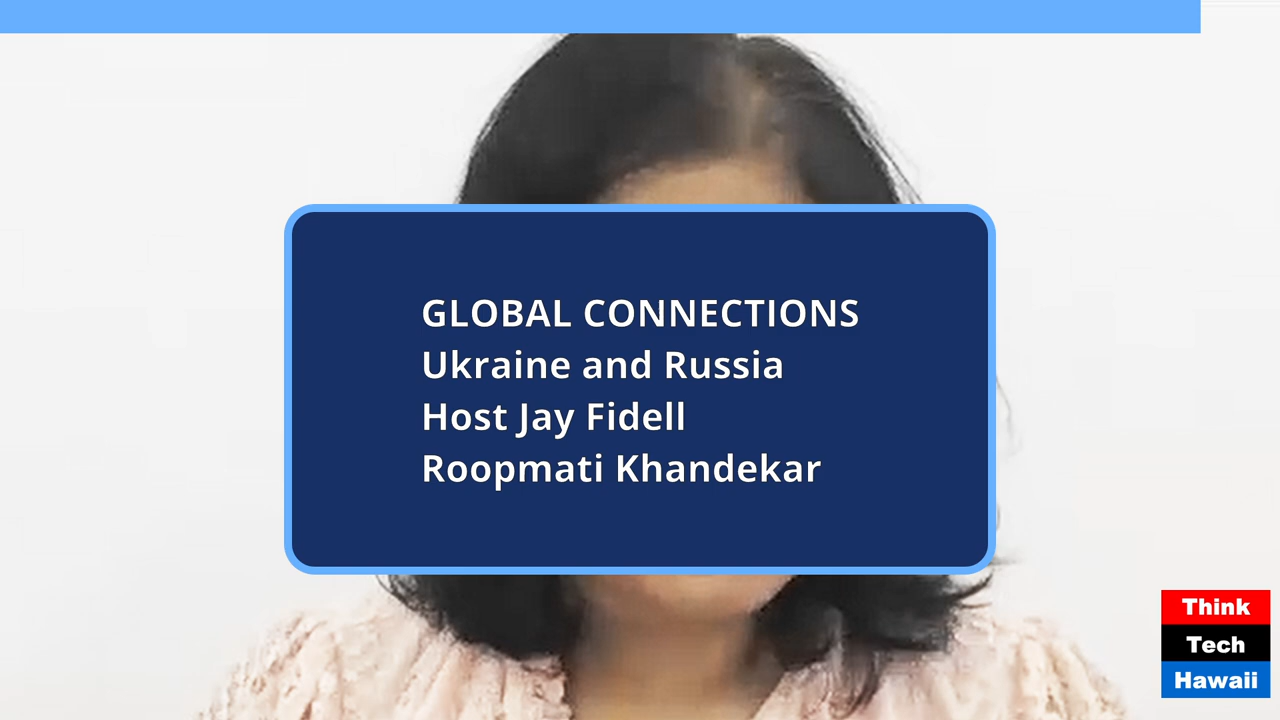 GLOBAL CONNECTIONS
Ukraine and Russia
Host Jay Fidell
Roopmati Khandekar
Think
Tech
Hawaii